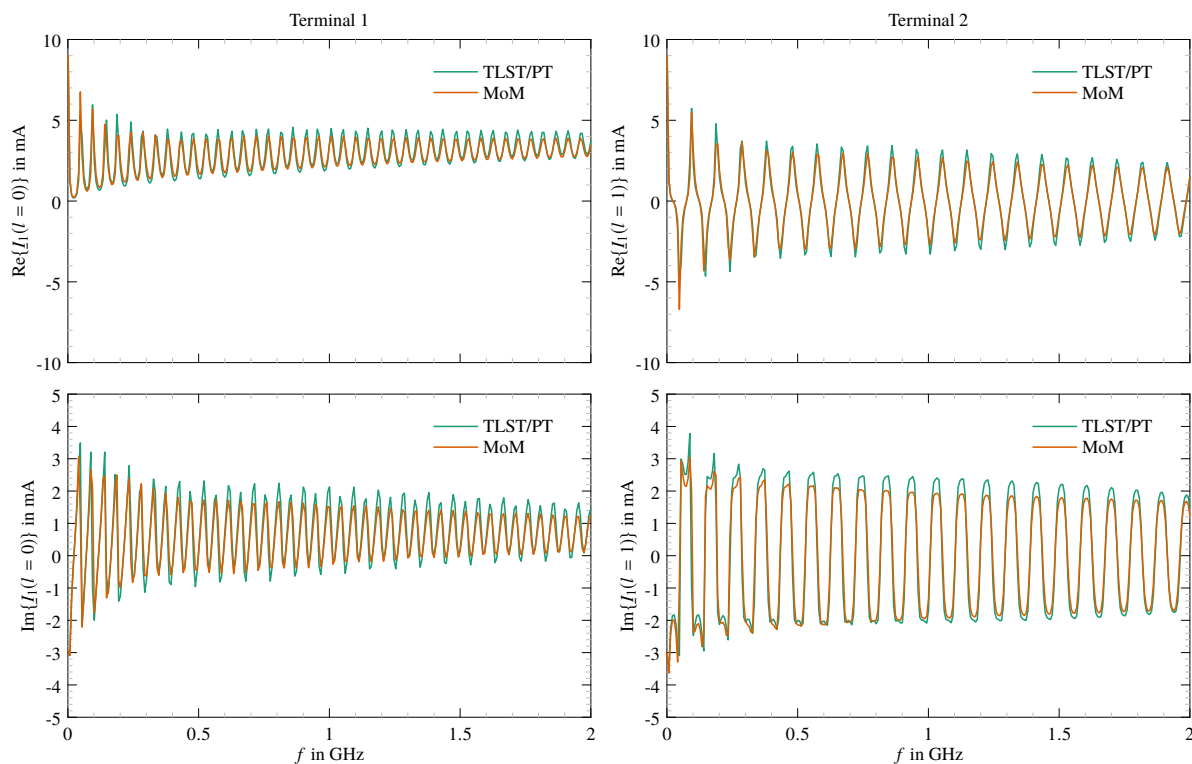 Terminal 1
10
5
0
-5
-10
Re{I̲₁(l = 0)} in mA
TLST/PT
MoM
Terminal 2
10
5
0
-5
-10
Re{I̲₁(l = 1)} in mA
TLST/PT
MoM
5
4
3
2
1
0
-1
-2
-3
-4
-5
Im{I̲₁(l = 0)} in mA
TLST/PT
MoM
0 0.5 1 1.5 2
f in GHz
5
4
3
2
1
0
-1
-2
-3
-4
-5
Im{I̲₁(l = 1)} in mA
TLST/PT
MoM
0 0.5 1 1.5 2
f in GHz